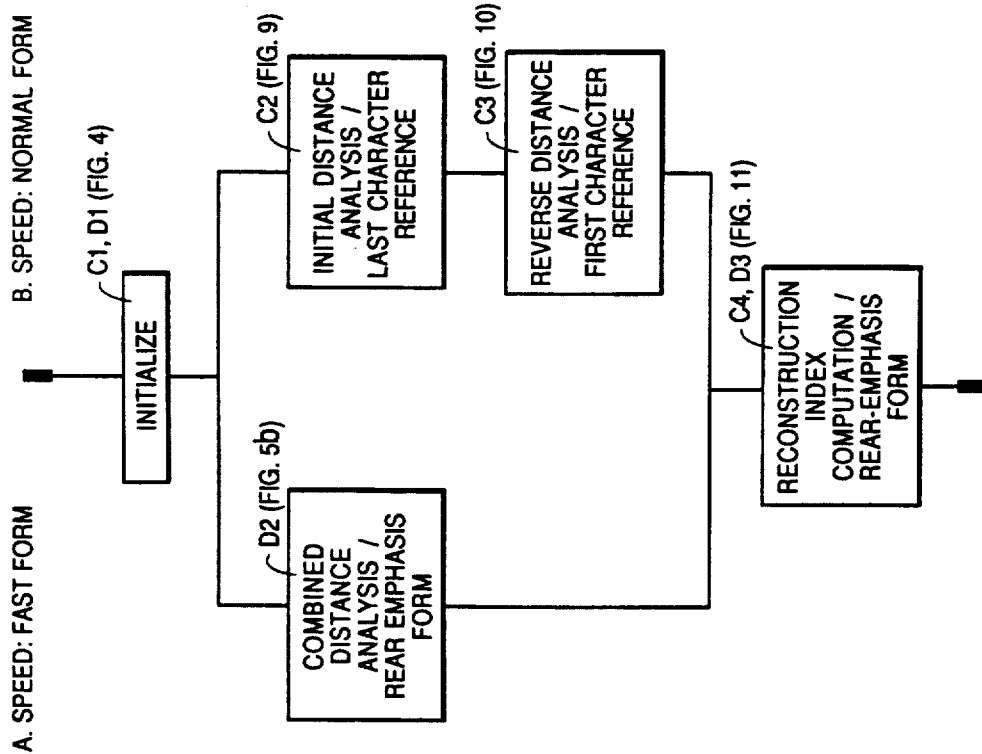 A. SPEED: FAST FORM
B. SPEED: NORMAL FORM
C1, D1 (FIG. 4)
INITIALIZE
D2 (FIG. 5b)
COMBINED
DISTANCE
ANALYSIS /
REAR EMPHASIS
FORM
C2 (FIG. 9)
INITIAL DISTANCE
ANALYSIS /
LAST CHARACTER
REFERENCE
C3 (FIG. 10)
REVERSE DISTANCE
ANALYSIS /
FIRST CHARACTER
REFERENCE
C4, D3 (FIG. 11)
RECONSTRUCTION
INDEX
COMPUTATION /
REAR-EMPHASIS
FORM